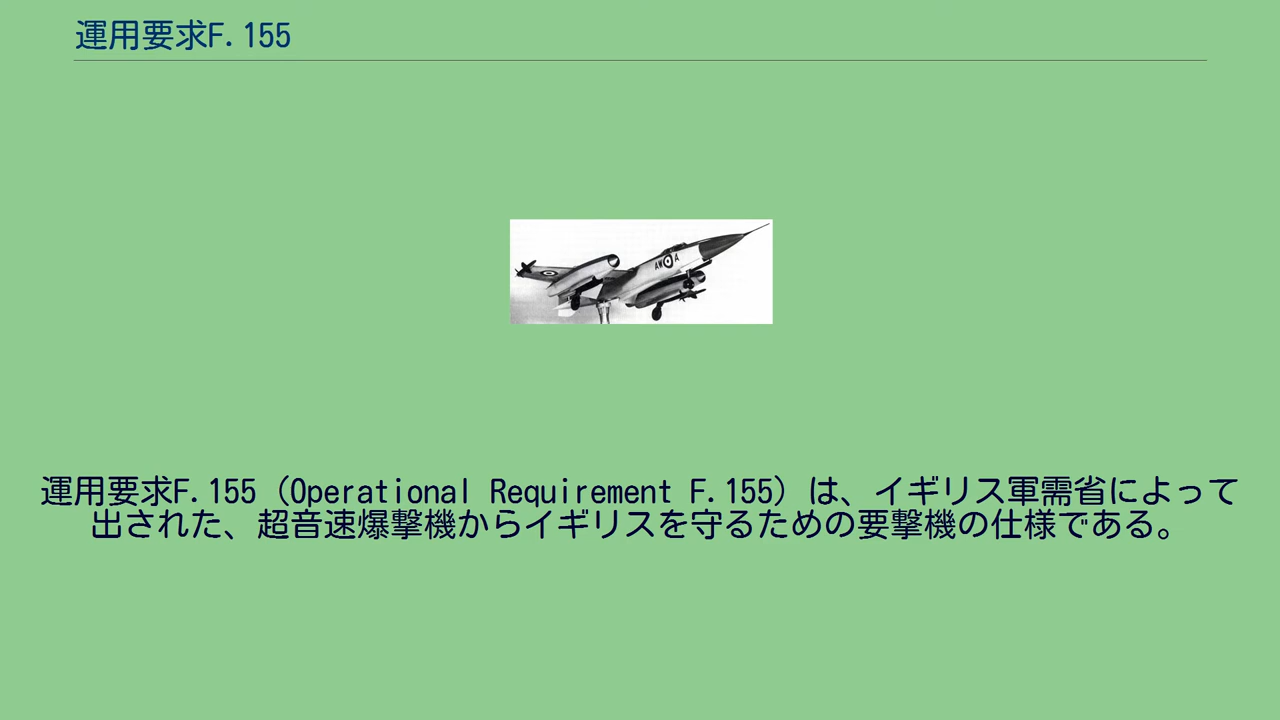 運用要求F.155
AW A
運用要求F.155（Operational Requirement F.155）は、イギリス軍需省によって
出された、超音速爆撃機からイギリスを守るための要撃機の仕様である。